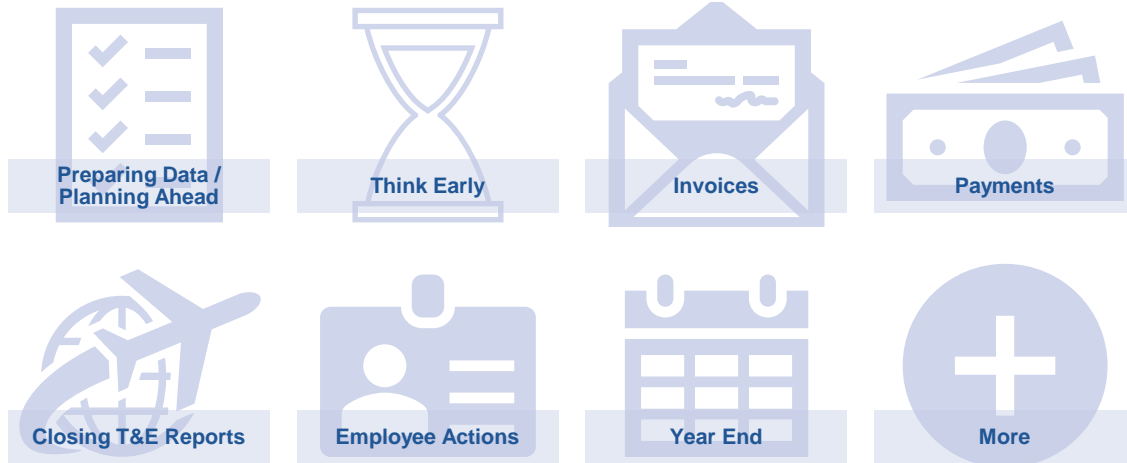 Preparing Data /
Planning Ahead
Think Early
Invoices
Payments
Closing T&E Reports
Employee Actions
Year End
More